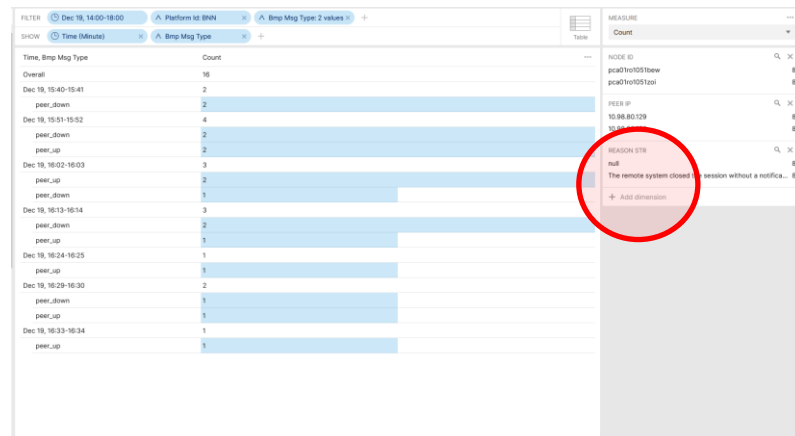 FILTER Dec 19, 14:00-18:00 × Platform Id: BNN × Bmp Msg Type: 2 values × +
SHOW Time (Minute) × Bmp Msg Type × +
Table
Time, Bmp Msg Type Count ...
Overall 16
Dec 19, 15:40-15:41 2
peer_down 2
Dec 19, 15:51-15:52 4
peer_down 2
peer_up 2
Dec 19, 16:02-16:03 3
peer_up 2
peer_down 1
Dec 19, 16:13-16:14 3
peer_down 2
peer_up 1
Dec 19, 16:24-16:25 1
peer_up 1
Dec 19, 16:29-16:30 2
peer_down 1
peer_up 1
Dec 19, 16:33-16:34 1
peer_up 1
MEASURE ...
Count
NODE ID
pca01ro1051bew 8
pca01ro1051zoi 8
PEER IP
10.98.80.129 8
REASON STR
null 8
The remote system closed the session without a notifica... 8
+ Add dimension